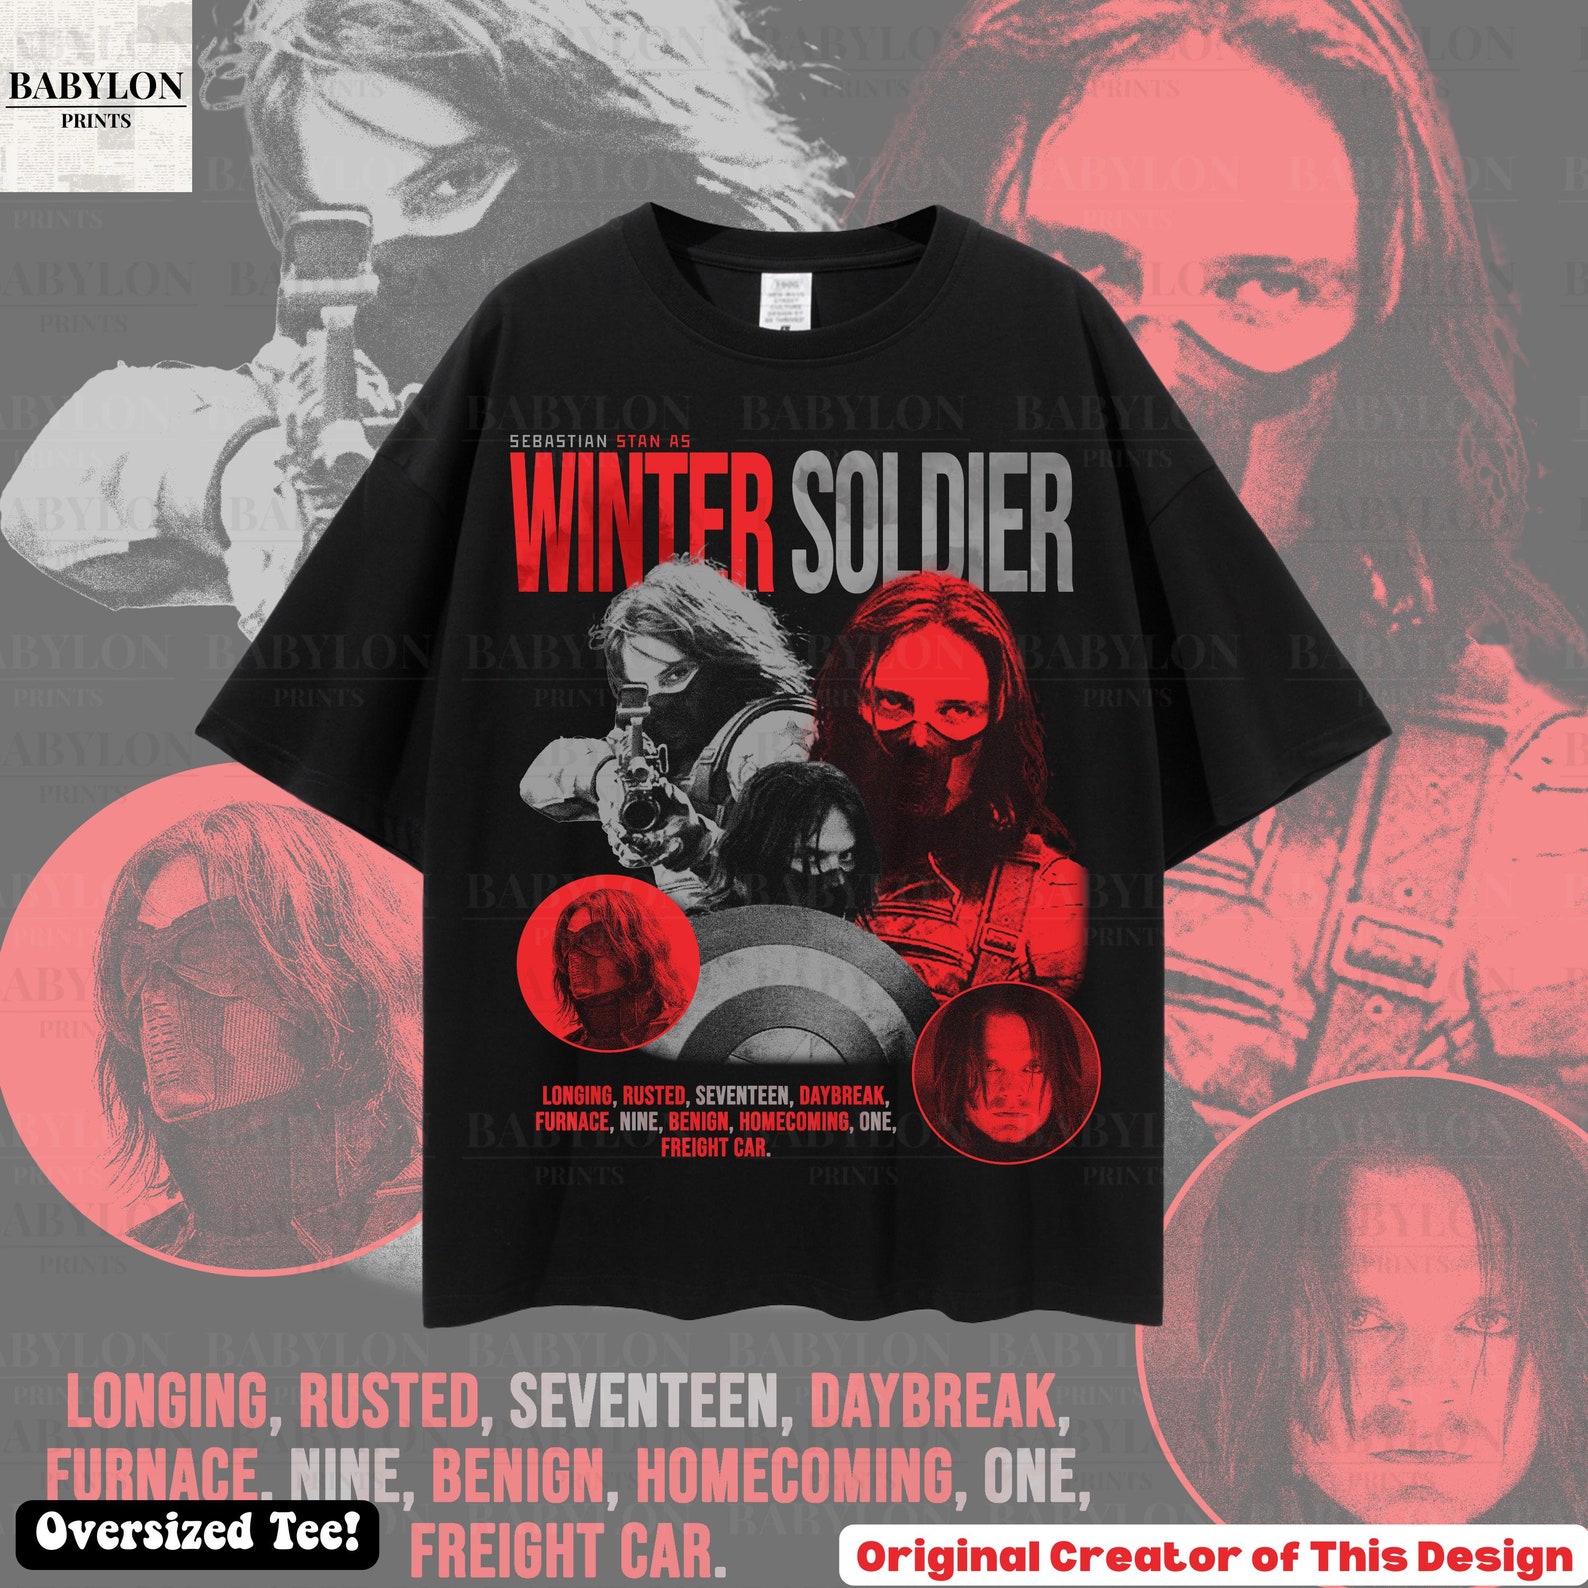 BABYLON
PRINTS
SEBASTIAN STAN AS
WINTER SOLDIER
LONGING, RUSTED, SEVENTEEN, DAYBREAK,
FURNACE, NINE, BENIGN, HOMECOMING, ONE,
FREIGHT CAR.
LONGING, RUSTED, SEVENTEEN, DAYBREAK,
FURNACE, NINE, BENIGN, HOMECOMING, ONE,
FREIGHT CAR.
Oversized Tee!
Original Creator of This Design